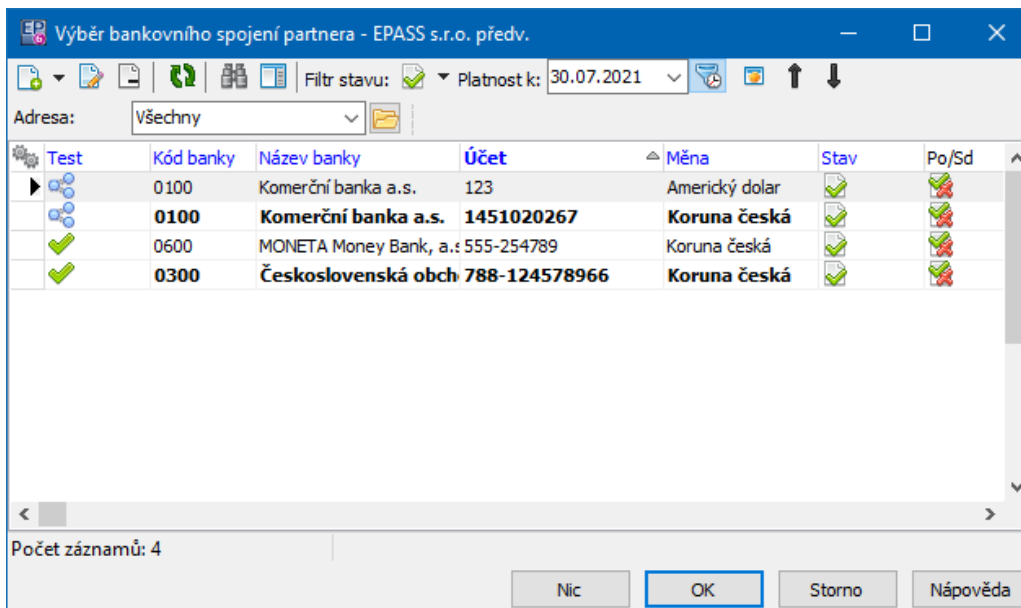 Výběr bankovního spojení partnera - EPASS s.r.o. předv.
Filtr stavu: Platnost k: 30.07.2021
Adresa: Všechny
Test Kód banky Název banky Účet Měna Stav Po/Sd
0100 Komerční banka a.s. 123 Americký dolar
0100 Komerční banka a.s. 1451020267 Koruna česká
0600 MONETA Money Bank, a.s 555-254789 Koruna česká
0300 Československá obch 788-124578966 Koruna česká
Počet záznamů: 4
Nic OK Storno Nápověda